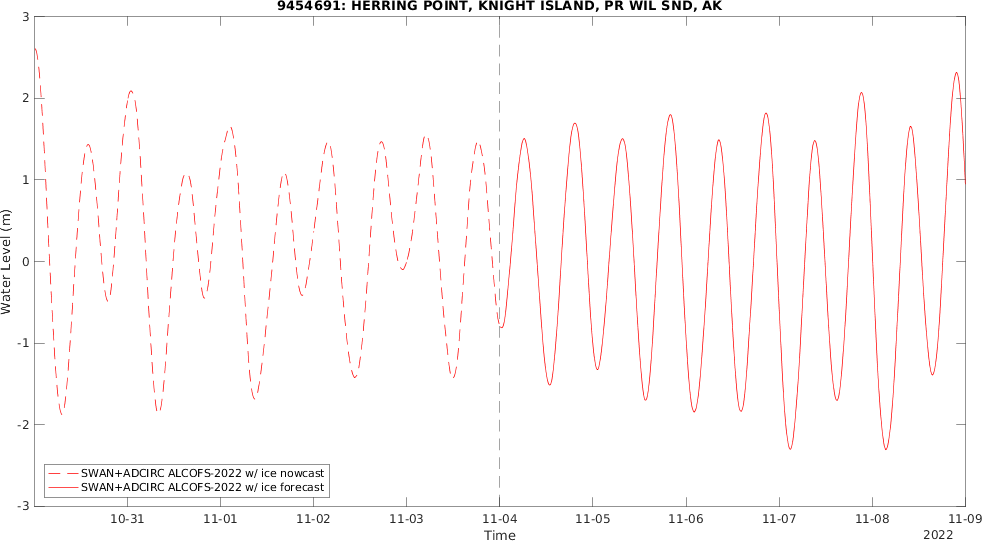 9454691: HERRING POINT, KNIGHT ISLAND, PR WIL SND, AK
3
2
1
0
-1
-2
-3
Water Level (m)
SWAN+ADCIRC ALCOFS-2022 w/ ice nowcast
SWAN+ADCIRC ALCOFS-2022 w/ ice forecast
10-31 11-01 11-02 11-03 11-04 11-05 11-06 11-07 11-08 11-09
Time
2022